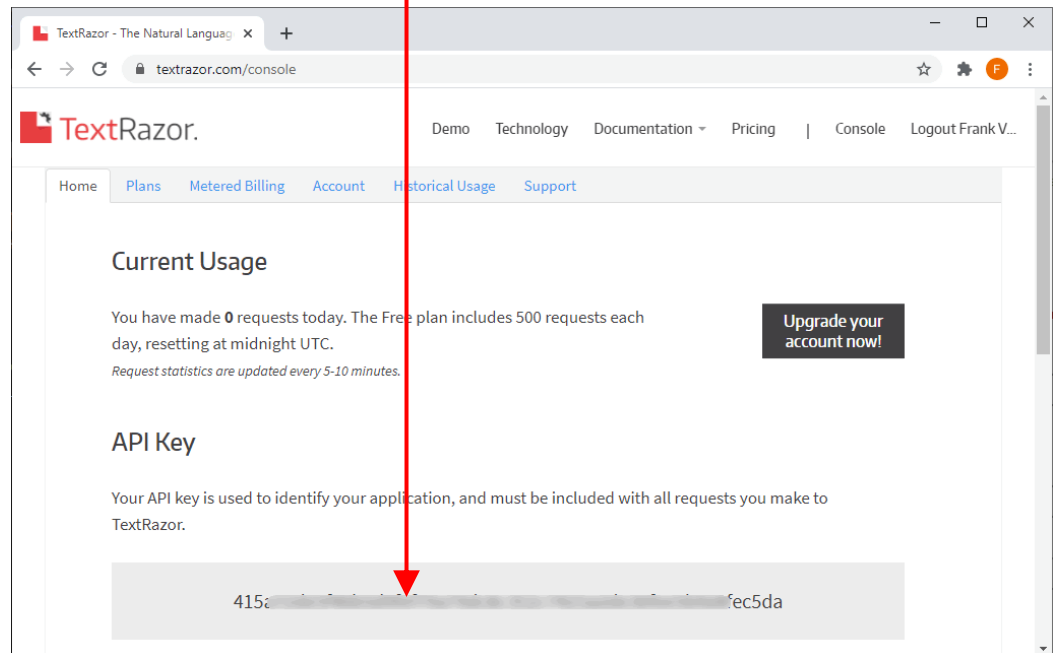 TextRazor - The Natural Languag
textrazor.com/console
F
TextRazor.
Demo Technology Documentation Pricing | Console Logout Frank V...
Home Plans Metered Billing Account Historical Usage Support
Current Usage
You have made 0 requests today. The Free plan includes 500 requests each
day, resetting at midnight UTC.
Request statistics are updated every 5-10 minutes.
Upgrade your
account now!
API Key
Your API key is used to identify your application, and must be included with all requests you make to
TextRazor.